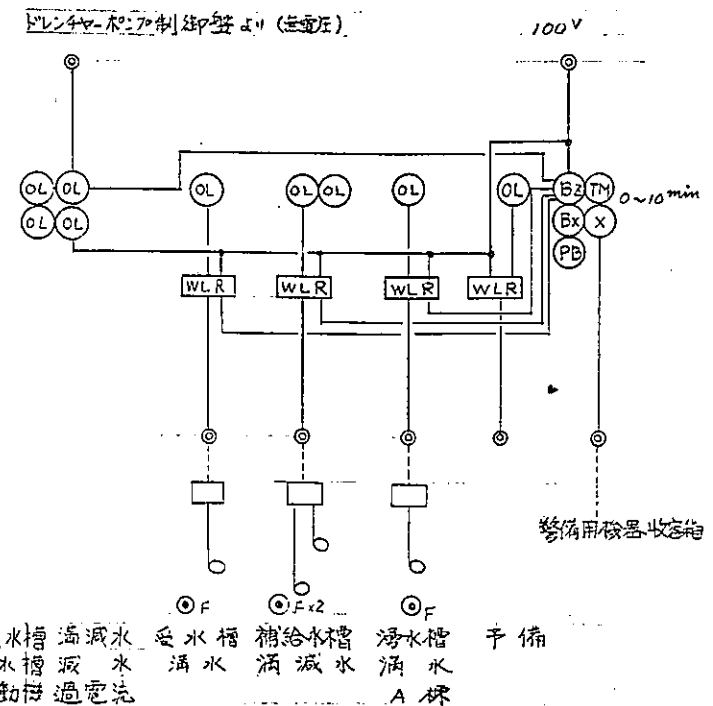 ドレンチャーポンプ制御盤より (無電圧)
100V
OL OL OL OL OL OL OL Bz TM 0~10min
OL OL Bx X
PB
WLR WLR WLR WLR
警備用機器収容箱
F F×2 F
水槽 満減水 受水槽 補給水槽 湧水槽 予備
水槽 減水 満水 満減水 満水
動機 過電流 A棟